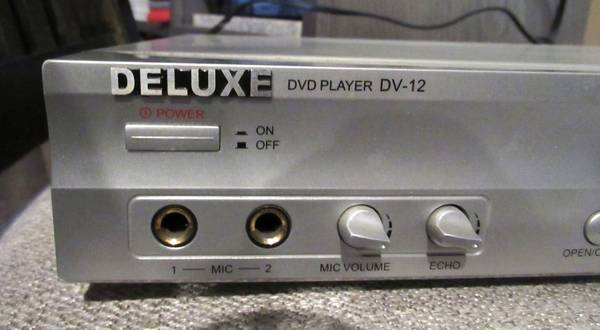 DELUXE DVD PLAYER DV-12
POWER
ON
OFF
1 MIC 2 MIC VOLUME ECHO